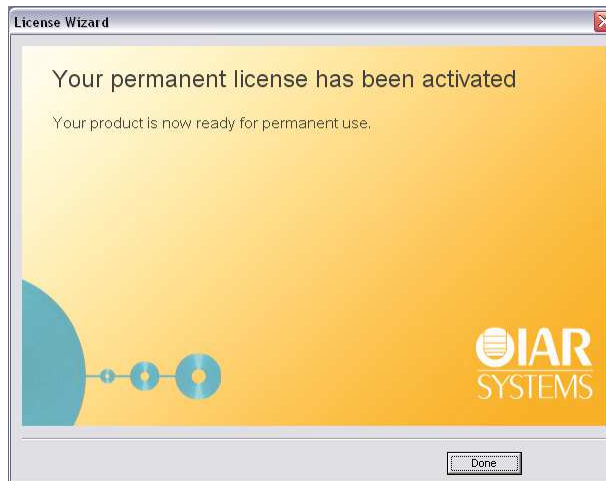 License Wizard
Your permanent license has been activated
Your product is now ready for permanent use.
IAR
SYSTEMS
Done